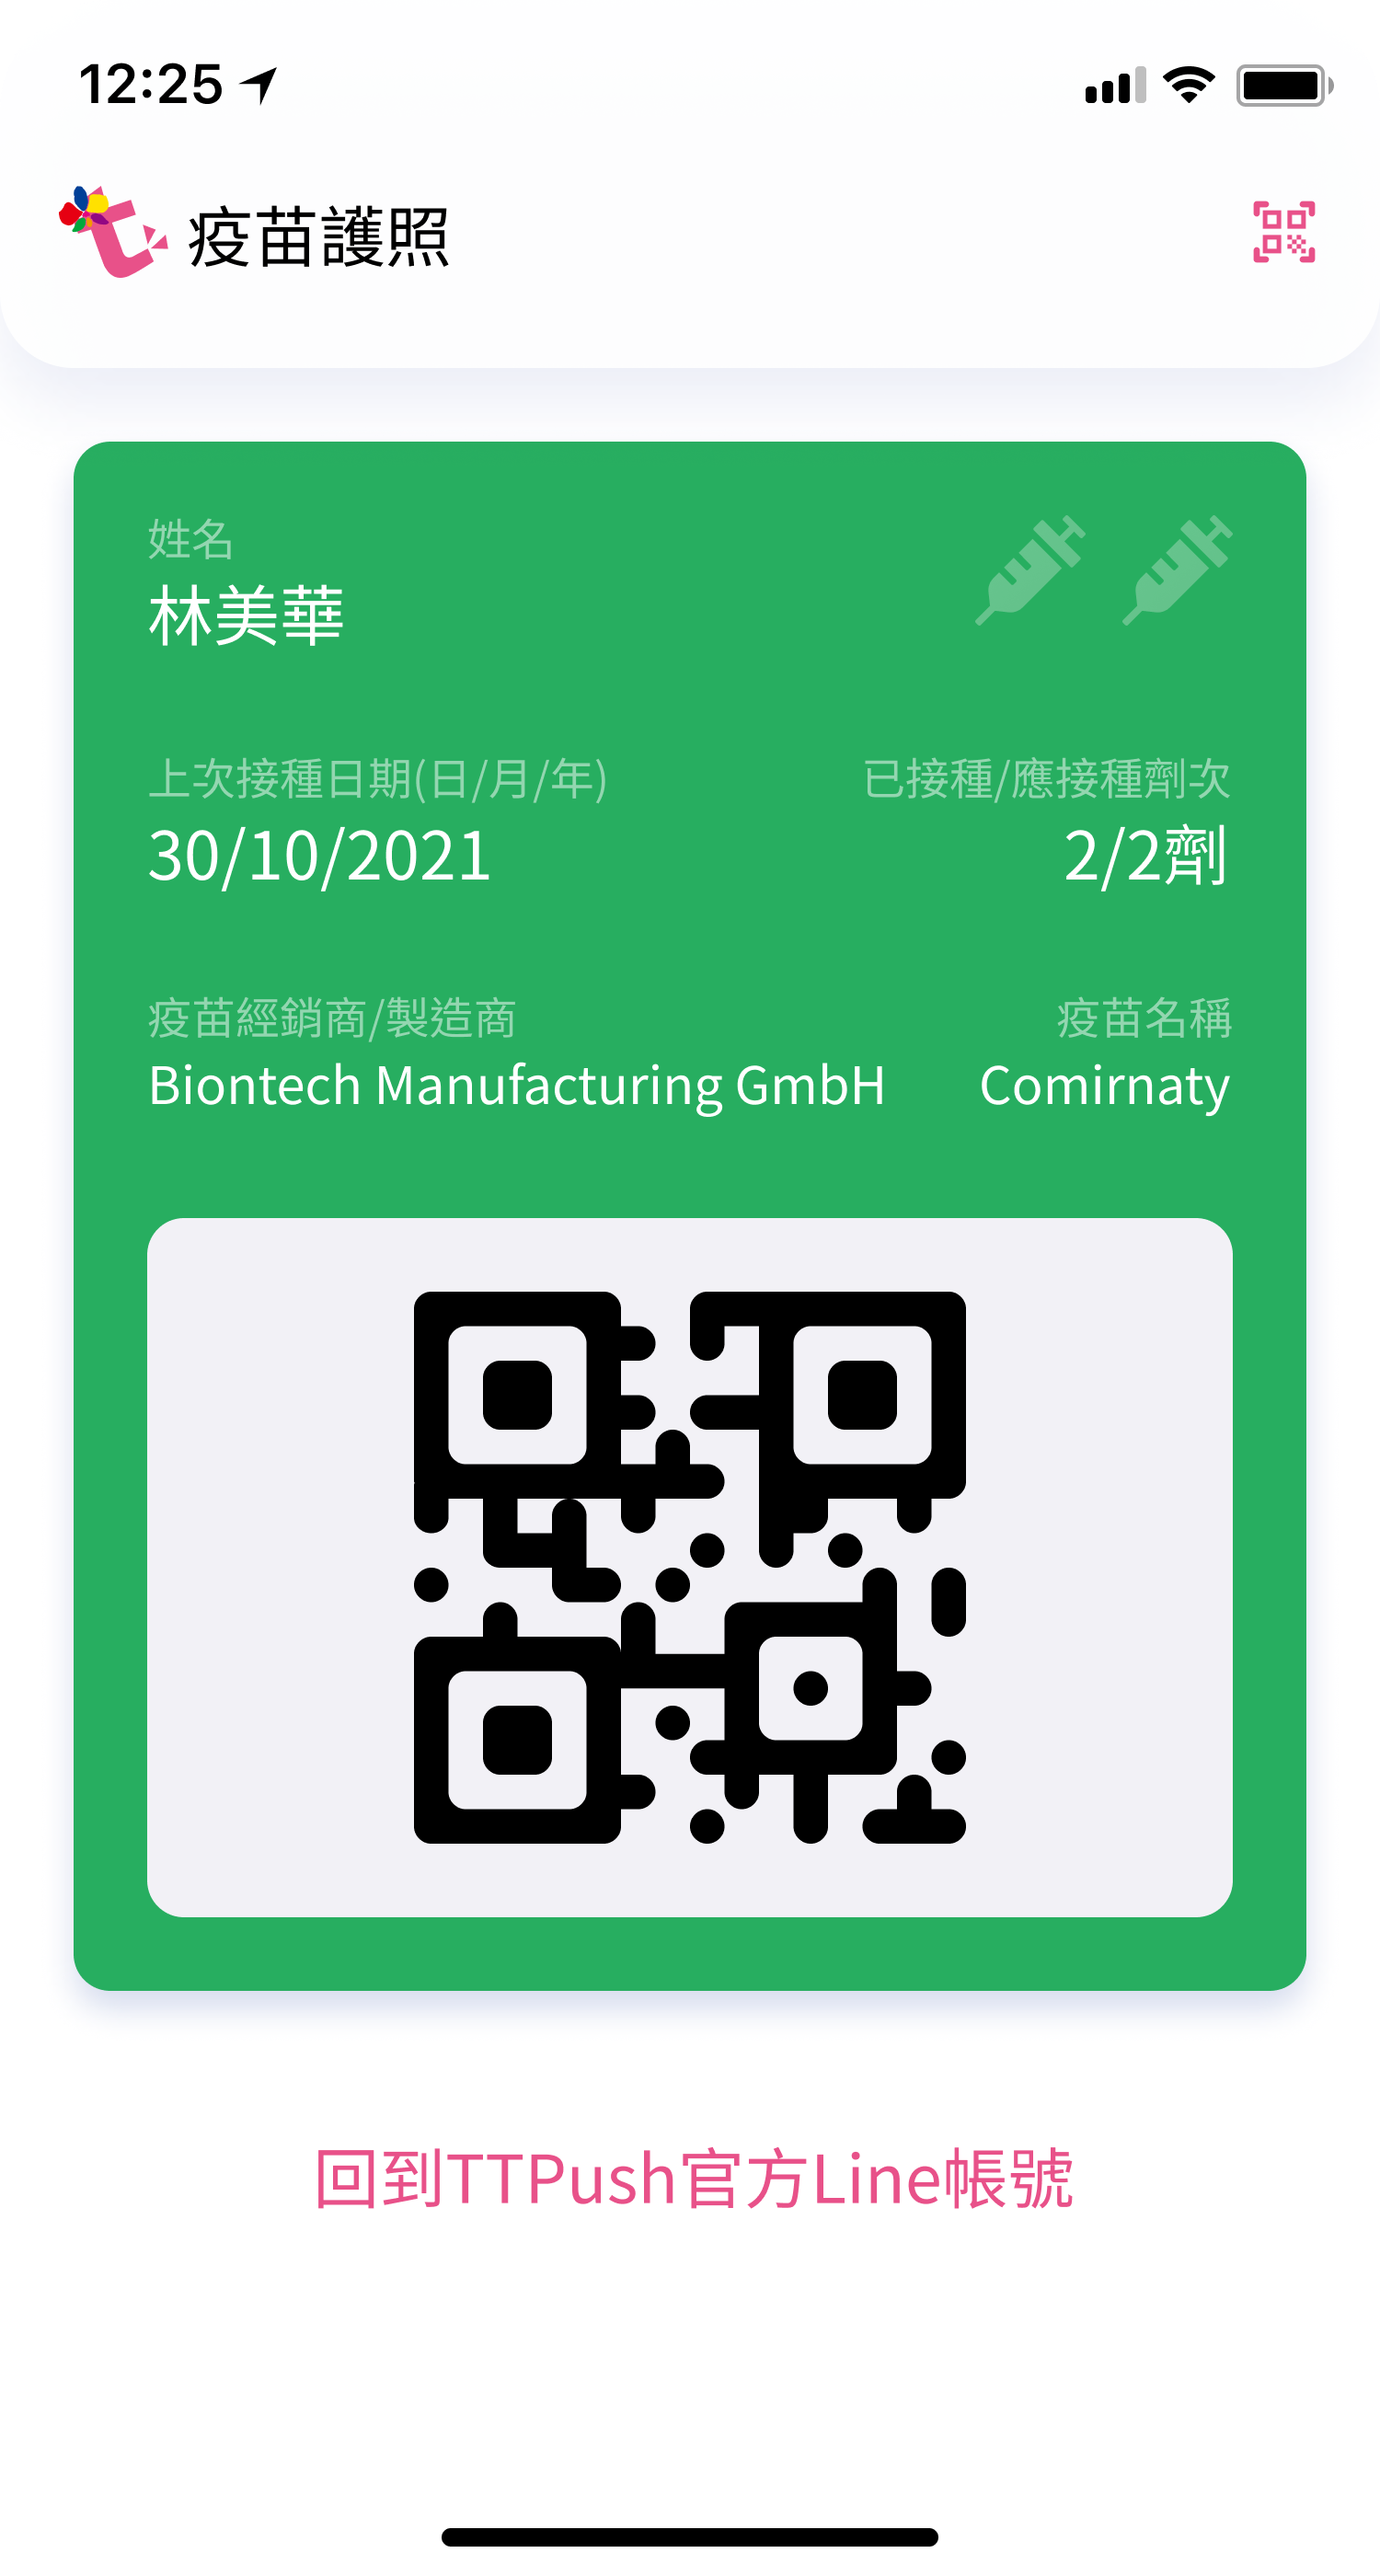 12:25
疫苗護照
姓名
林美華
上次接種日期(日/月/年)
已接種/應接種劑次
30/10/2021
2/2劑
疫苗經銷商/製造商
疫苗名稱
Biontech Manufacturing GmbH
Comirnaty
回到TTPush官方Line帳號